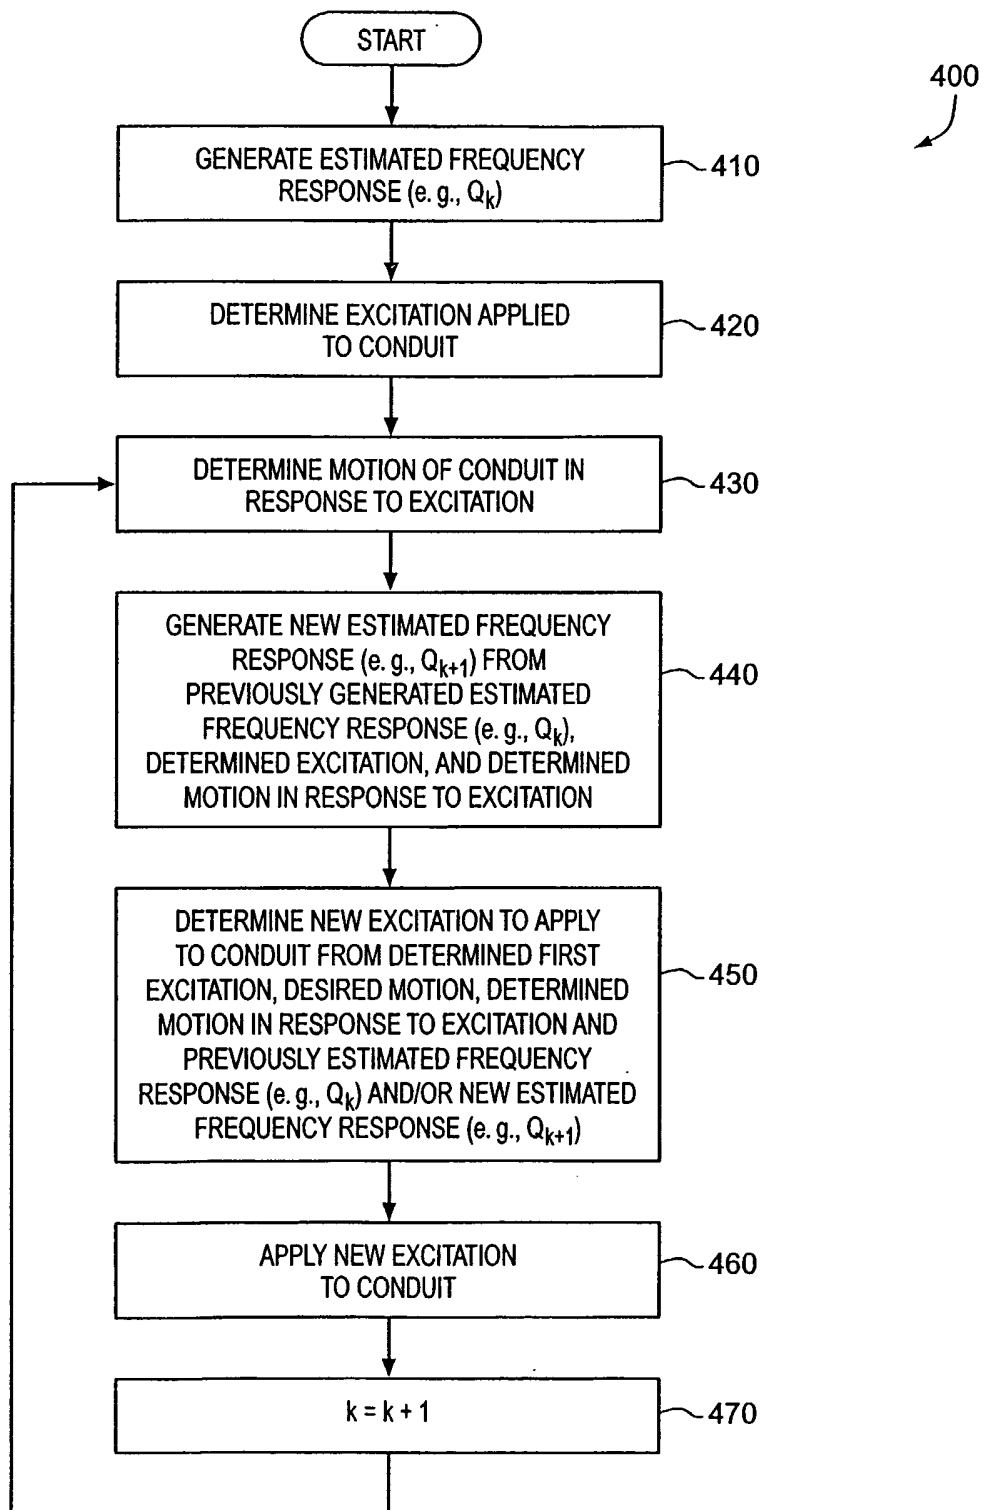 START
400
GENERATE ESTIMATED FREQUENCY
RESPONSE (e. g., Qk)
410
DETERMINE EXCITATION APPLIED
TO CONDUIT
420
DETERMINE MOTION OF CONDUIT IN
RESPONSE TO EXCITATION
430
GENERATE NEW ESTIMATED FREQUENCY
RESPONSE (e. g., Qk+1) FROM
PREVIOUSLY GENERATED ESTIMATED
FREQUENCY RESPONSE (e. g., Qk),
DETERMINED EXCITATION, AND DETERMINED
MOTION IN RESPONSE TO EXCITATION
440
DETERMINE NEW EXCITATION TO APPLY
TO CONDUIT FROM DETERMINED FIRST
EXCITATION, DESIRED MOTION, DETERMINED
MOTION IN RESPONSE TO EXCITATION AND
PREVIOUSLY ESTIMATED FREQUENCY
RESPONSE (e. g., Qk) AND/OR NEW ESTIMATED
FREQUENCY RESPONSE (e. g., Qk+1)
450
APPLY NEW EXCITATION
TO CONDUIT
460
k = k + 1
470